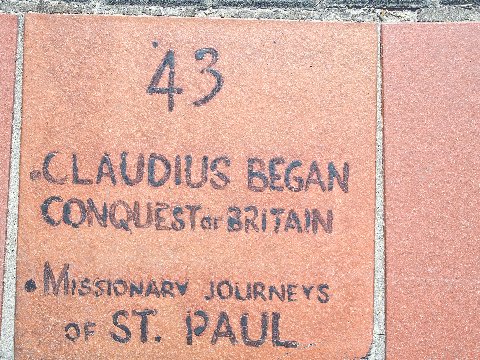 43
• CLAUDIUS BEGAN
CONQUEST OF BRITAIN
• MISSIONARY JOURNEYS
OF ST. PAUL